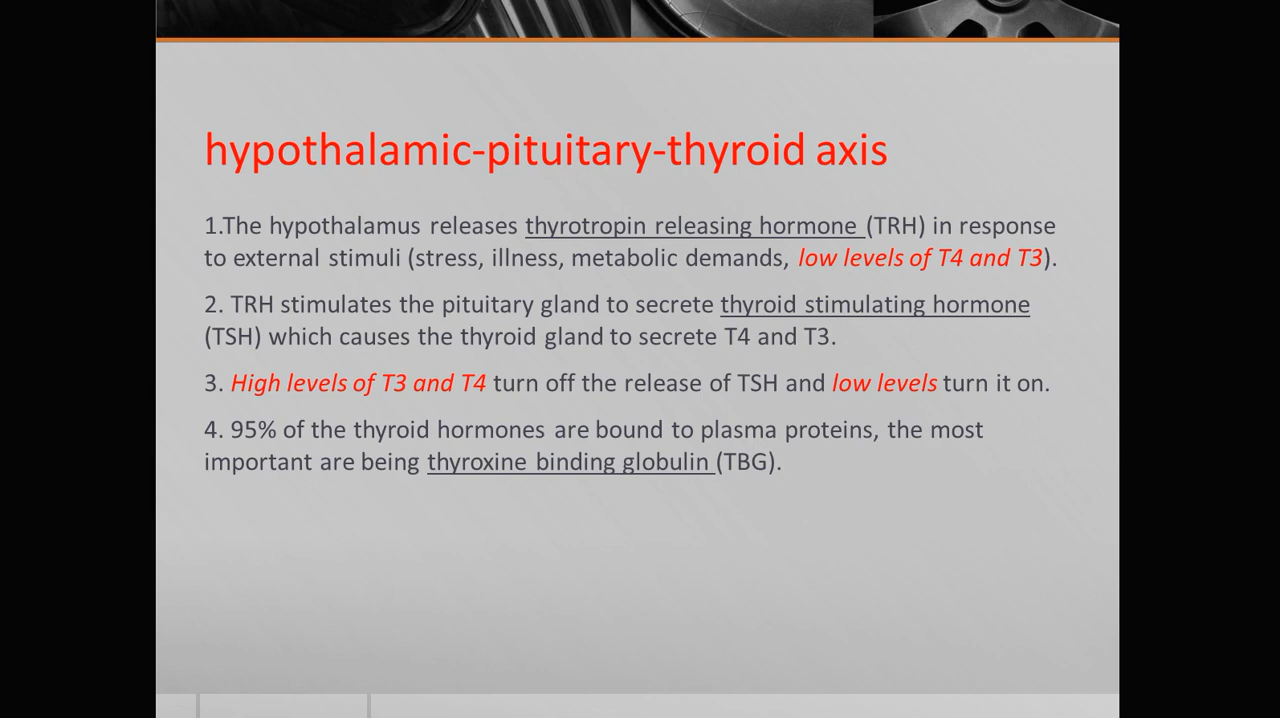 hypothalamic-pituitary-thyroid axis
1.The hypothalamus releases thyrotropin releasing hormone (TRH) in response
to external stimuli (stress, illness, metabolic demands, low levels of T4 and T3).
2. TRH stimulates the pituitary gland to secrete thyroid stimulating hormone
(TSH) which causes the thyroid gland to secrete T4 and T3.
3. High levels of T3 and T4 turn off the release of TSH and low levels turn it on.
4. 95% of the thyroid hormones are bound to plasma proteins, the most
important are being thyroxine binding globulin (TBG).